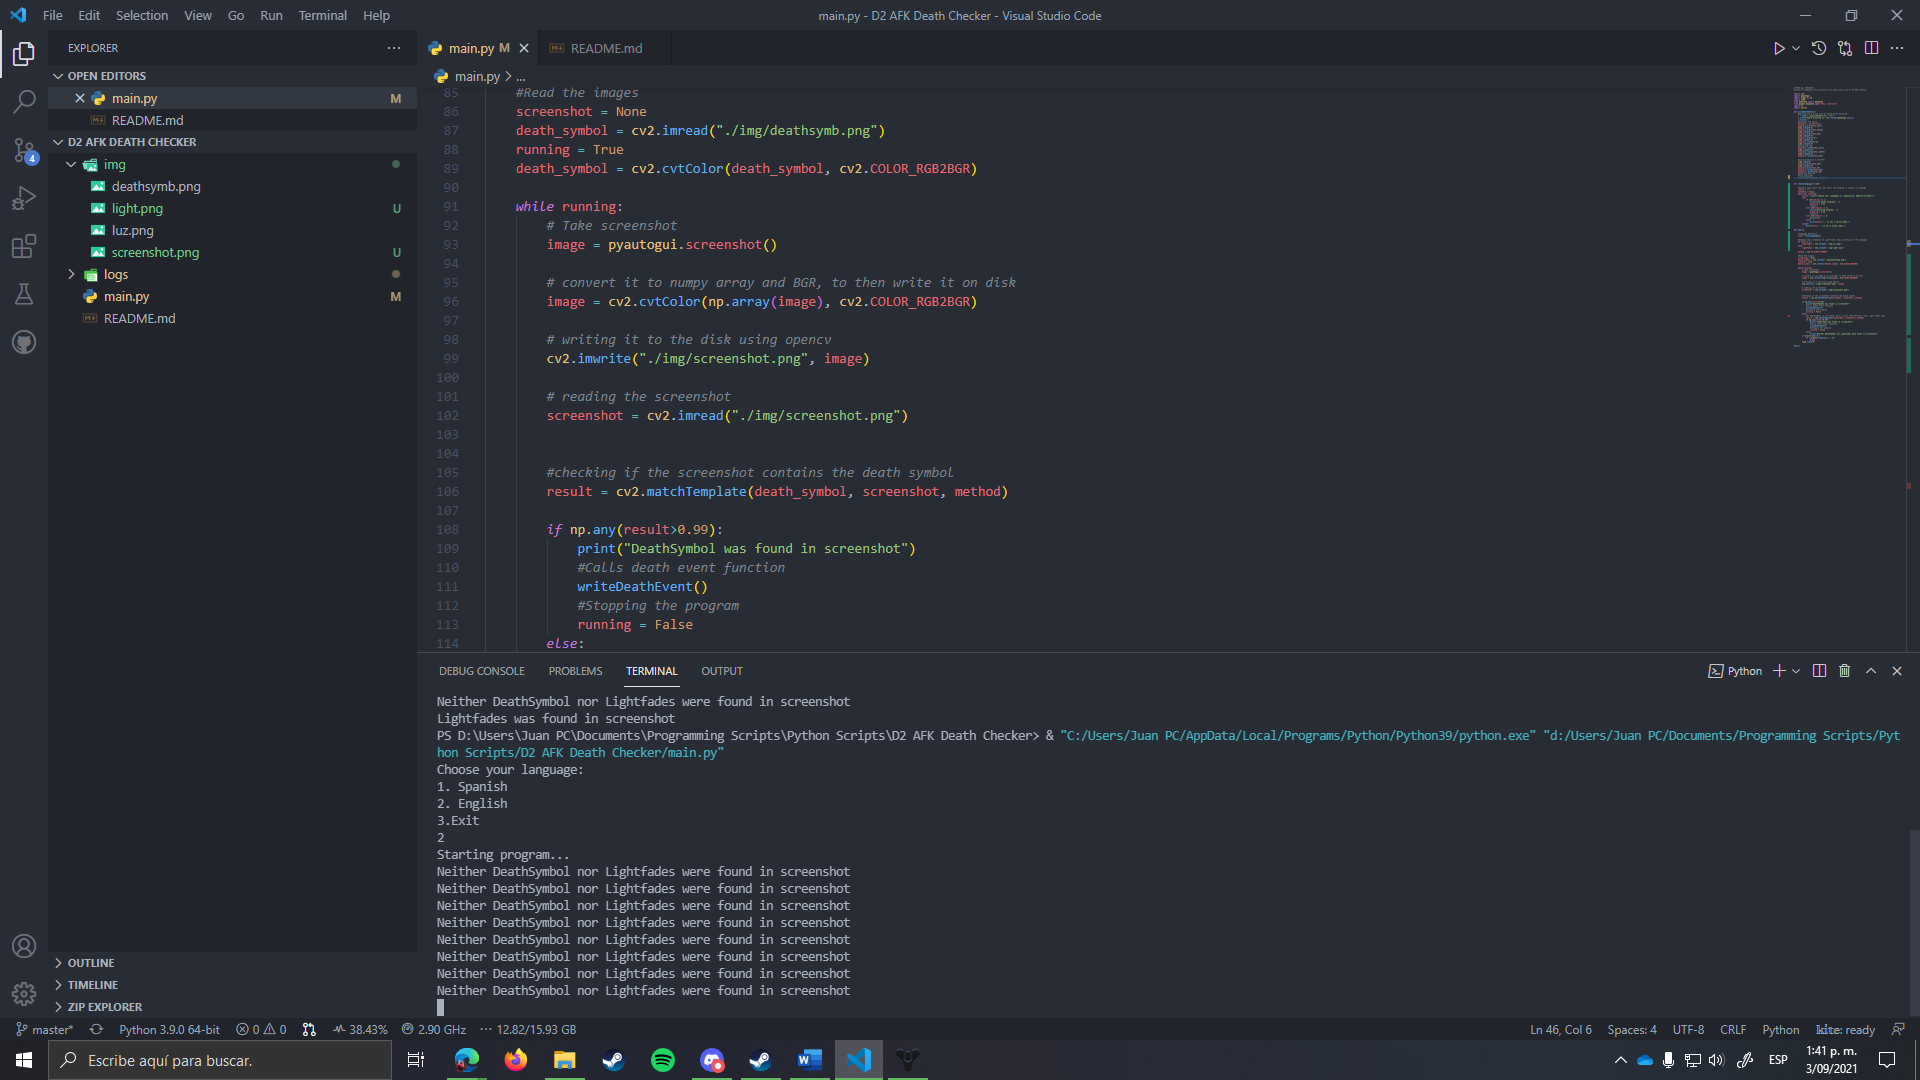 File Edit Selection View Go Run Terminal Help
main.py - D2 AFK Death Checker - Visual Studio Code
EXPLORER
OPEN EDITORS
main.py M
README.md
D2 AFK DEATH CHECKER
img
deathsymb.png
light.png U
luz.png
screenshot.png U
logs
main.py M
README.md
OUTLINE
TIMELINE
ZIP EXPLORER
4
main.py M
README.md
main.py > ...
85 #Read the images
86 screenshot = None
87 death_symbol = cv2.imread("./img/deathsymb.png")
88 running = True
89 death_symbol = cv2.cvtColor(death_symbol, cv2.COLOR_RGB2BGR)
90
91 while running:
92 # Take screenshot
93 image = pyautogui.screenshot()
94
95 # convert it to numpy array and BGR, to then write it on disk
96 image = cv2.cvtColor(np.array(image), cv2.COLOR_RGB2BGR)
97
98 # writing it to the disk using opencv
99 cv2.imwrite("./img/screenshot.png", image)
100
101 # reading the screenshot
102 screenshot = cv2.imread("./img/screenshot.png")
103
104
105 #checking if the screenshot contains the death symbol
106 result = cv2.matchTemplate(death_symbol, screenshot, method)
107
108 if np.any(result>0.99):
109 print("DeathSymbol was found in screenshot")
110 #Calls death event function
111 writeDeathEvent()
112 #Stopping the program
113 running = False
114 else:
DEBUG CONSOLE PROBLEMS TERMINAL OUTPUT
Python
Neither DeathSymbol nor Lightfades were found in screenshot
Lightfades was found in screenshot
PS D:\Users\Juan PC\Documents\Programming Scripts\Python Scripts\D2 AFK Death Checker> & "C:/Users/Juan PC/AppData/Local/Programs/Python/Python39/python.exe" "d:/Users/Juan PC/Documents/Programming Scripts/Pyt
hon Scripts/D2 AFK Death Checker/main.py"
Choose your language:
1. Spanish
2. English
3.Exit
2
Starting program...
Neither DeathSymbol nor Lightfades were found in screenshot
Neither DeathSymbol nor Lightfades were found in screenshot
Neither DeathSymbol nor Lightfades were found in screenshot
Neither DeathSymbol nor Lightfades were found in screenshot
Neither DeathSymbol nor Lightfades were found in screenshot
Neither DeathSymbol nor Lightfades were found in screenshot
Neither DeathSymbol nor Lightfades were found in screenshot
Neither DeathSymbol nor Lightfades were found in screenshot
master* Python 3.9.0 64-bit 0 0 38.43% 2.90 GHz 12.82/15.93 GB
Ln 46, Col 6 Spaces: 4 UTF-8 CRLF Python kite: ready
Escribe aquí para buscar.
ESP
1:41 p. m.
3/09/2021